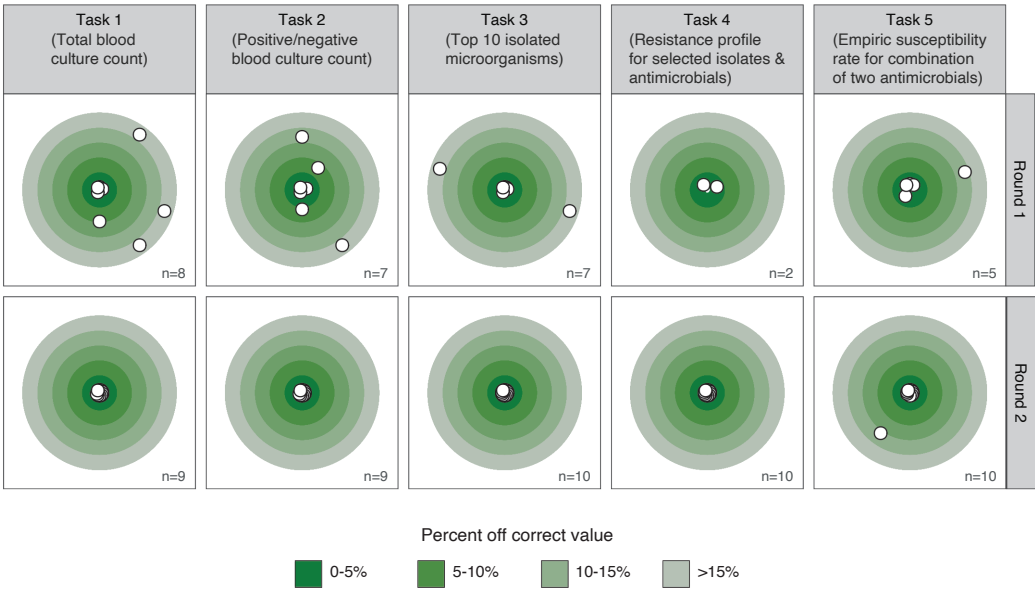 Task 1
(Total blood
culture count)
Task 2
(Positive/negative
blood culture count)
Task 3
(Top 10 isolated
microorganisms)
Task 4
(Resistance profile
for selected isolates &
antimicrobials)
Task 5
(Empiric susceptibility
rate for combination
of two antimicrobials)
n=8
n=7
n=7
n=2
n=5
Round 1
n=9
n=9
n=10
n=10
n=10
Round 2
Percent off correct value
0-5%
5-10%
10-15%
>15%